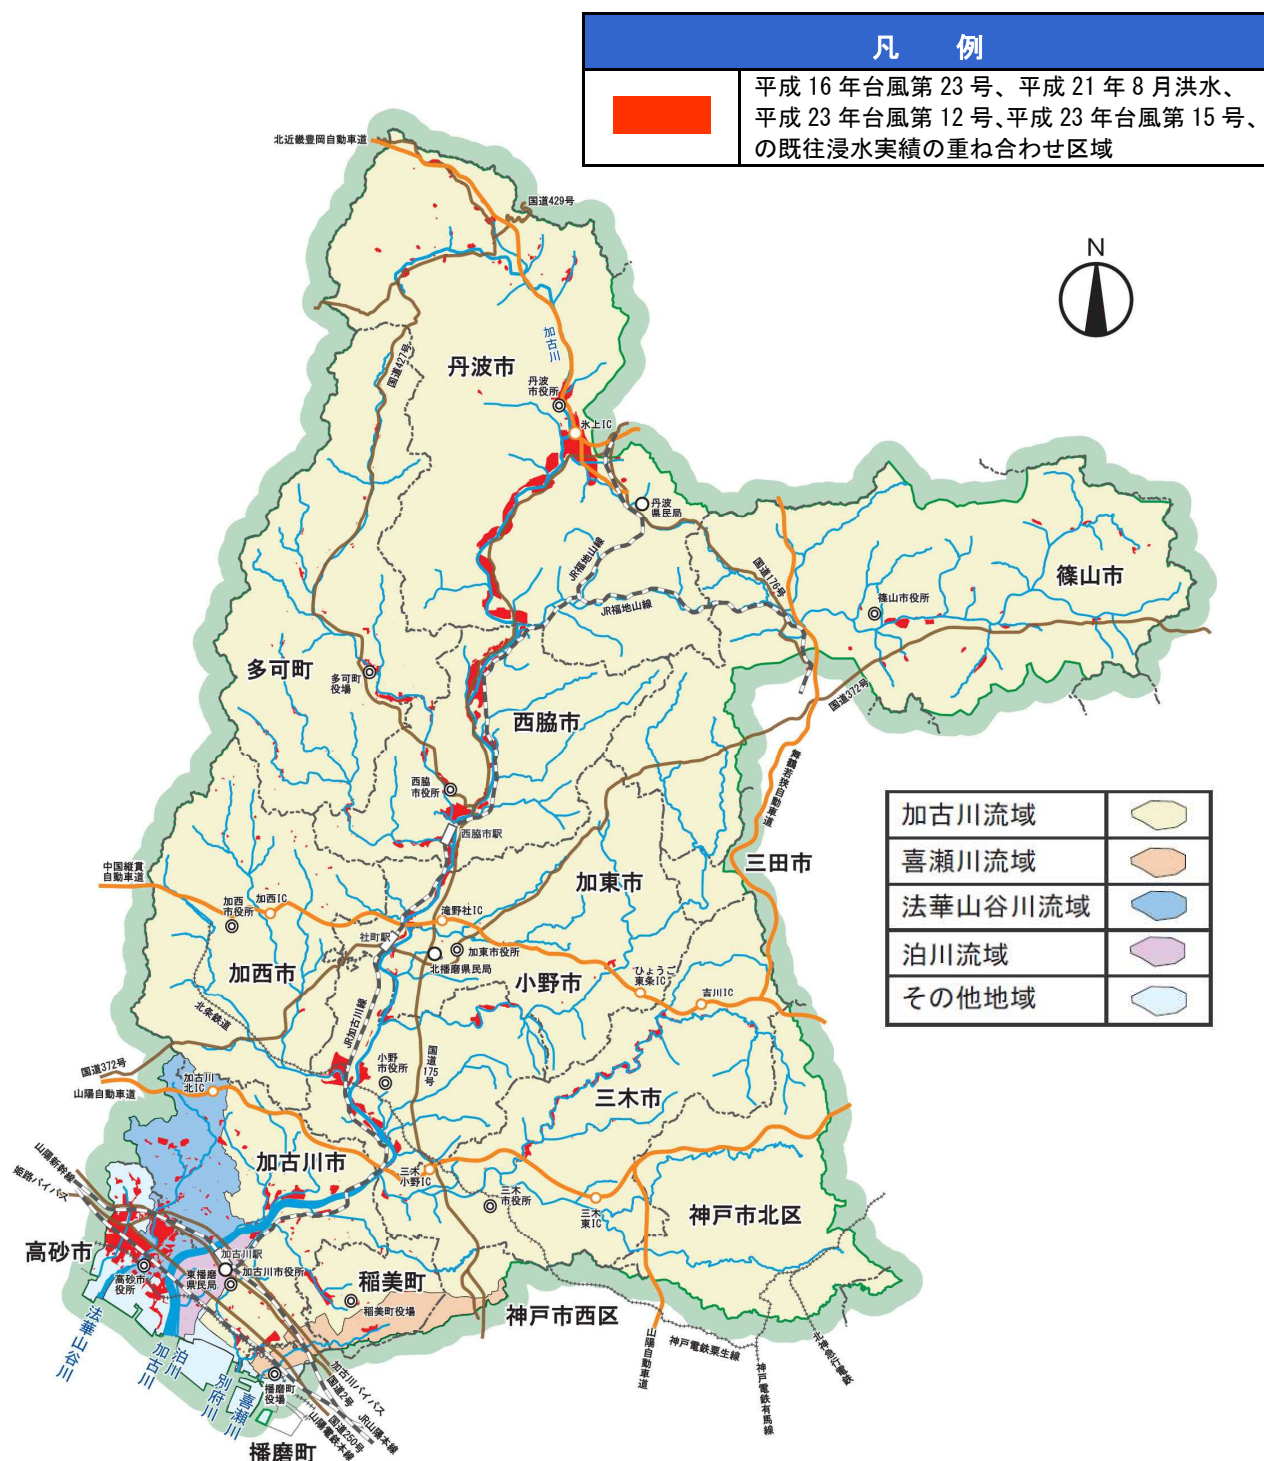 凡 例
平成 16 年台風第 23 号、平成 21 年 8 月洪水、
平成 23 年台風第 12 号、平成 23 年台風第 15 号、
の既往浸水実績の重ね合わせ区域
北近畿豊岡自動車道
国道429号
N
加古川
国道427号
丹波市
丹波
市役所
氷上IC
丹波
県民局
JR福地山線
JR福地山線
国道176号
篠山市
篠山市役所
多可町
多可町
役場
西脇市
国道372号
舞鶴若狭自動車道
西脇
市役所
西脇市駅
加古川流域
喜瀬川流域
法華山谷川流域
泊川流域
その他地域
三田市
加東市
中国縦貫
自動車道
加西
市役所
加西IC
滝野社IC
社町駅
加東市役所
北播磨県民局
加西市
小野市
ひょうご
東条IC
吉川IC
北条鉄道
JR加古川線
国道175号
小野
市役所
国道372号
山陽自動車道
加古川
北IC
三木市
加古川市
山陽新幹線
姫路バイパス
三木
小野IC
三木
市役所
三木
東IC
神戸市北区
高砂市
高砂市
役所
加古川駅
東播磨
県民局
加古川市役所
稲美町
稲美町役場
神戸市西区
法華山谷川
加古川
泊川
別府川
喜瀬川
播磨町
役場
播磨町
加古川バイパス
国道2号
JR山陽本線
国道250号
山陽電鉄本線
山陽自動車道
神戸電鉄粟生線
神戸電鉄有馬線
北神急行電鉄